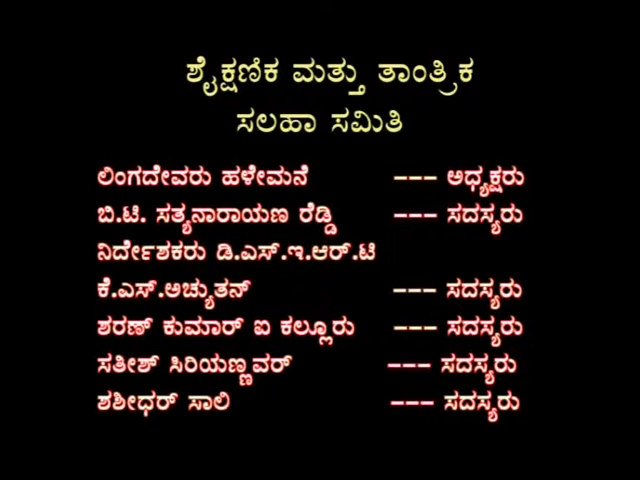 ಶೈಕ್ಷಣಿಕ ಮತ್ತು ತಾಂತ್ರಿಕ
ಸಲಹಾ ಸಮಿತಿ
ಲಿಂಗದೇವರು ಹಳೇಮನೆ --- ಅಧ್ಯಕ್ಷರು
ಬಿ.ಟಿ. ಸತ್ಯನಾರಾಯಣ ರೆಡ್ಡಿ --- ಸದಸ್ಯರು
ನಿರ್ದೇಶಕರು ಡಿ.ಎಸ್.ಇ.ಆರ್.ಟಿ
ಕೆ.ಎಸ್.ಅಚ್ಯುತನ್ --- ಸದಸ್ಯರು
ಶರಣ್ ಕುಮಾರ್ ಐ ಕಲ್ಲೂರು --- ಸದಸ್ಯರು
ಸತೀಶ್ ಸಿರಿಯಣ್ಣವರ್ --- ಸದಸ್ಯರು
ಶಶೀಧರ್ ಸಾಲಿ --- ಸದಸ್ಯರು